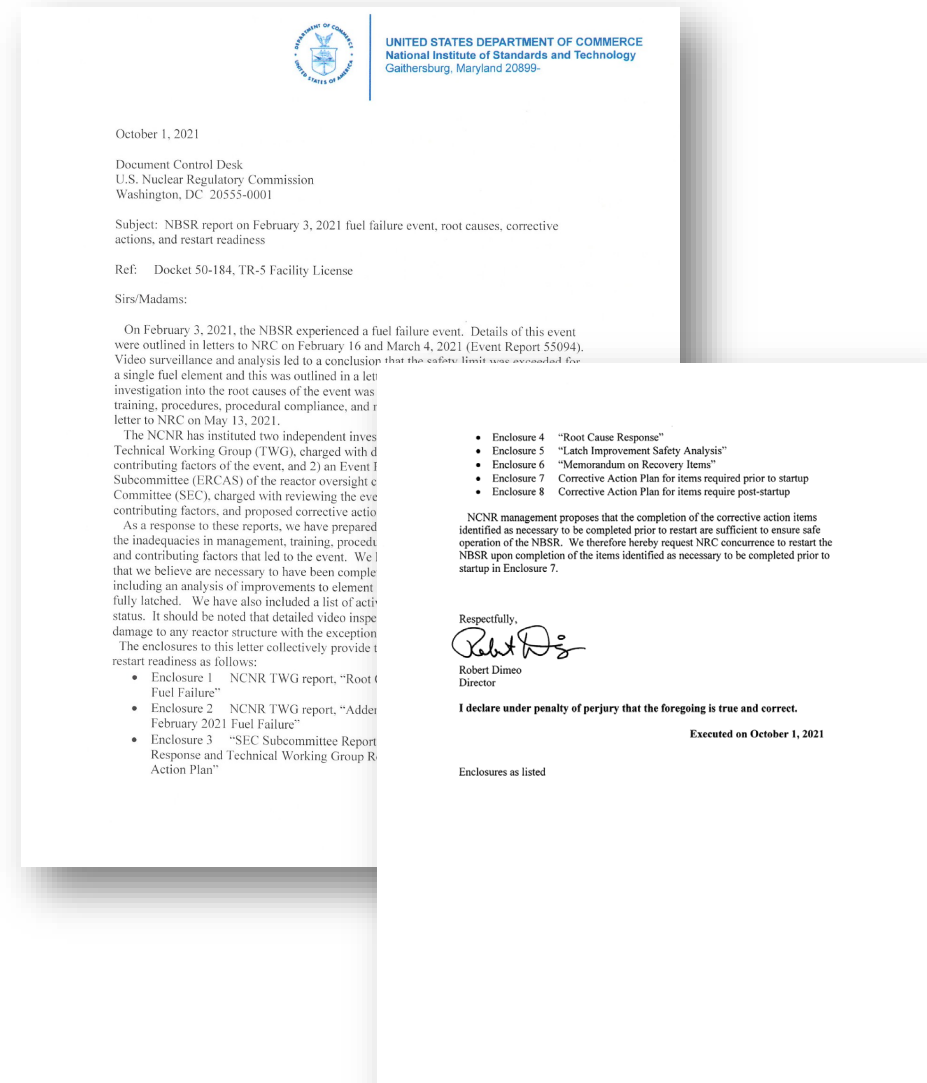 DEPARTMENT OF COMMERCE
UNITED STATES OF AMERICA
UNITED STATES DEPARTMENT OF COMMERCE
National Institute of Standards and Technology
Gaithersburg, Maryland 20899-
October 1, 2021
Document Control Desk
U.S. Nuclear Regulatory Commission
Washington, DC 20555-0001
Subject: NBSR report on February 3, 2021 fuel failure event, root causes, corrective
actions, and restart readiness
Ref: Docket 50-184, TR-5 Facility License
Sirs/Madams:
On February 3, 2021, the NBSR experienced a fuel failure event. Details of this event
were outlined in letters to NRC on February 16 and March 4, 2021 (Event Report 55094).
Video surveillance and analysis led to a conclusion that the safety limit was exceeded for
a single fuel element and this was outlined in a
investigation into the root causes of the event was
training, procedures, procedural compliance, and
letter to NRC on May 13, 2021.
The NCNR has instituted two independent
Technical Working Group (TWG), charged with
contributing factors of the event, and 2) an Event
Subcommittee (ERCAS) of the reactor oversight
Committee (SEC), charged with reviewing the
contributing factors, and proposed corrective
As a response to these reports, we have prepared
the inadequacies in management, training,
and contributing factors that led to the event. We
that we believe are necessary to have been
including an analysis of improvements to element
fully latched. We have also included a list of
status. It should be noted that detailed video
damage to any reactor structure with the exception
The enclosures to this letter collectively provide
restart readiness as follows:
• Enclosure 1 NCNR TWG report, “Root
Fuel Failure”
• Enclosure 2 NCNR TWG report,
February 2021 Fuel Failure”
• Enclosure 3 “SEC Subcommittee Report
Response and Technical Working Group
Action Plan”
• Enclosure 4 “Root Cause Response”
• Enclosure 5 “Latch Improvement Safety Analysis”
• Enclosure 6 “Memorandum on Recovery Items”
• Enclosure 7 Corrective Action Plan for items required prior to startup
• Enclosure 8 Corrective Action Plan for items require post-startup
NCNR management proposes that the completion of the corrective action items
identified as necessary to be completed prior to restart are sufficient to ensure safe
operation of the NBSR. We therefore hereby request NRC concurrence to restart the
NBSR upon completion of the items identified as necessary to be completed prior to
startup in Enclosure 7.
Respectfully,
Robert Dimeo
Director
I declare under penalty of perjury that the foregoing is true and correct.
Executed on October 1, 2021
Enclosures as listed